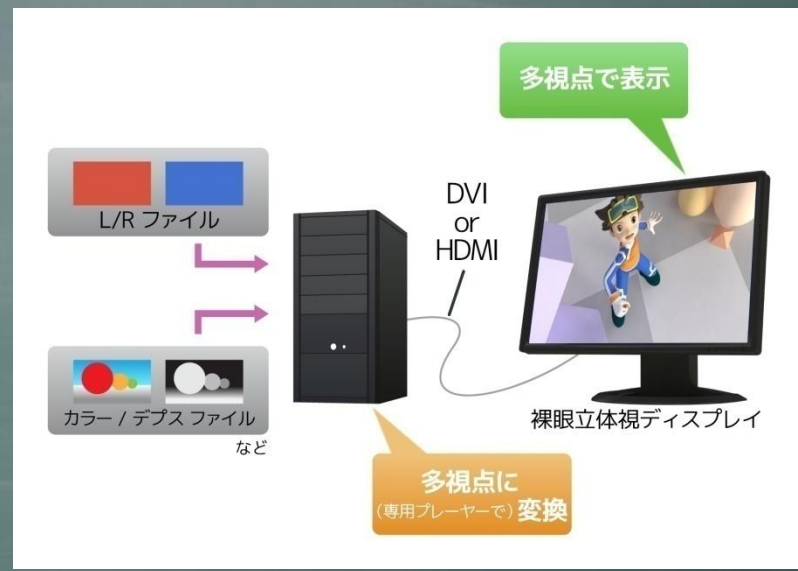 多視点で表示
L/R ファイル
DVI
or
HDMI
カラー / デプス ファイル
など
裸眼立体視ディスプレイ
多視点に
(専用プレーヤーで) 変換